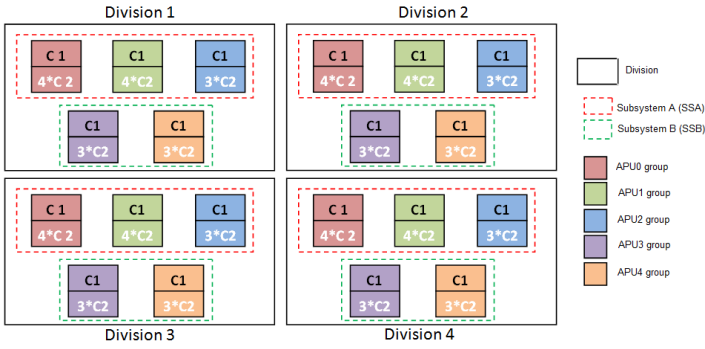 Division 1
Division 2
C 1 C1 C1
4*C 2 4*C2 3*C2
C1 C1
3*C2 3*C2
C 1 C1 C1
4*C 2 4*C2 3*C2
C1 C1
3*C2 3*C2
C 1 C1 C1
4*C 2 4*C2 3*C2
C1 C1
3*C2 3*C2
C 1 C1 C1
4*C 2 4*C2 3*C2
C1 C1
3*C2 3*C2
Division 3
Division 4
Division
Subsystem A (SSA)
Subsystem B (SSB)
APU0 group
APU1 group
APU2 group
APU3 group
APU4 group